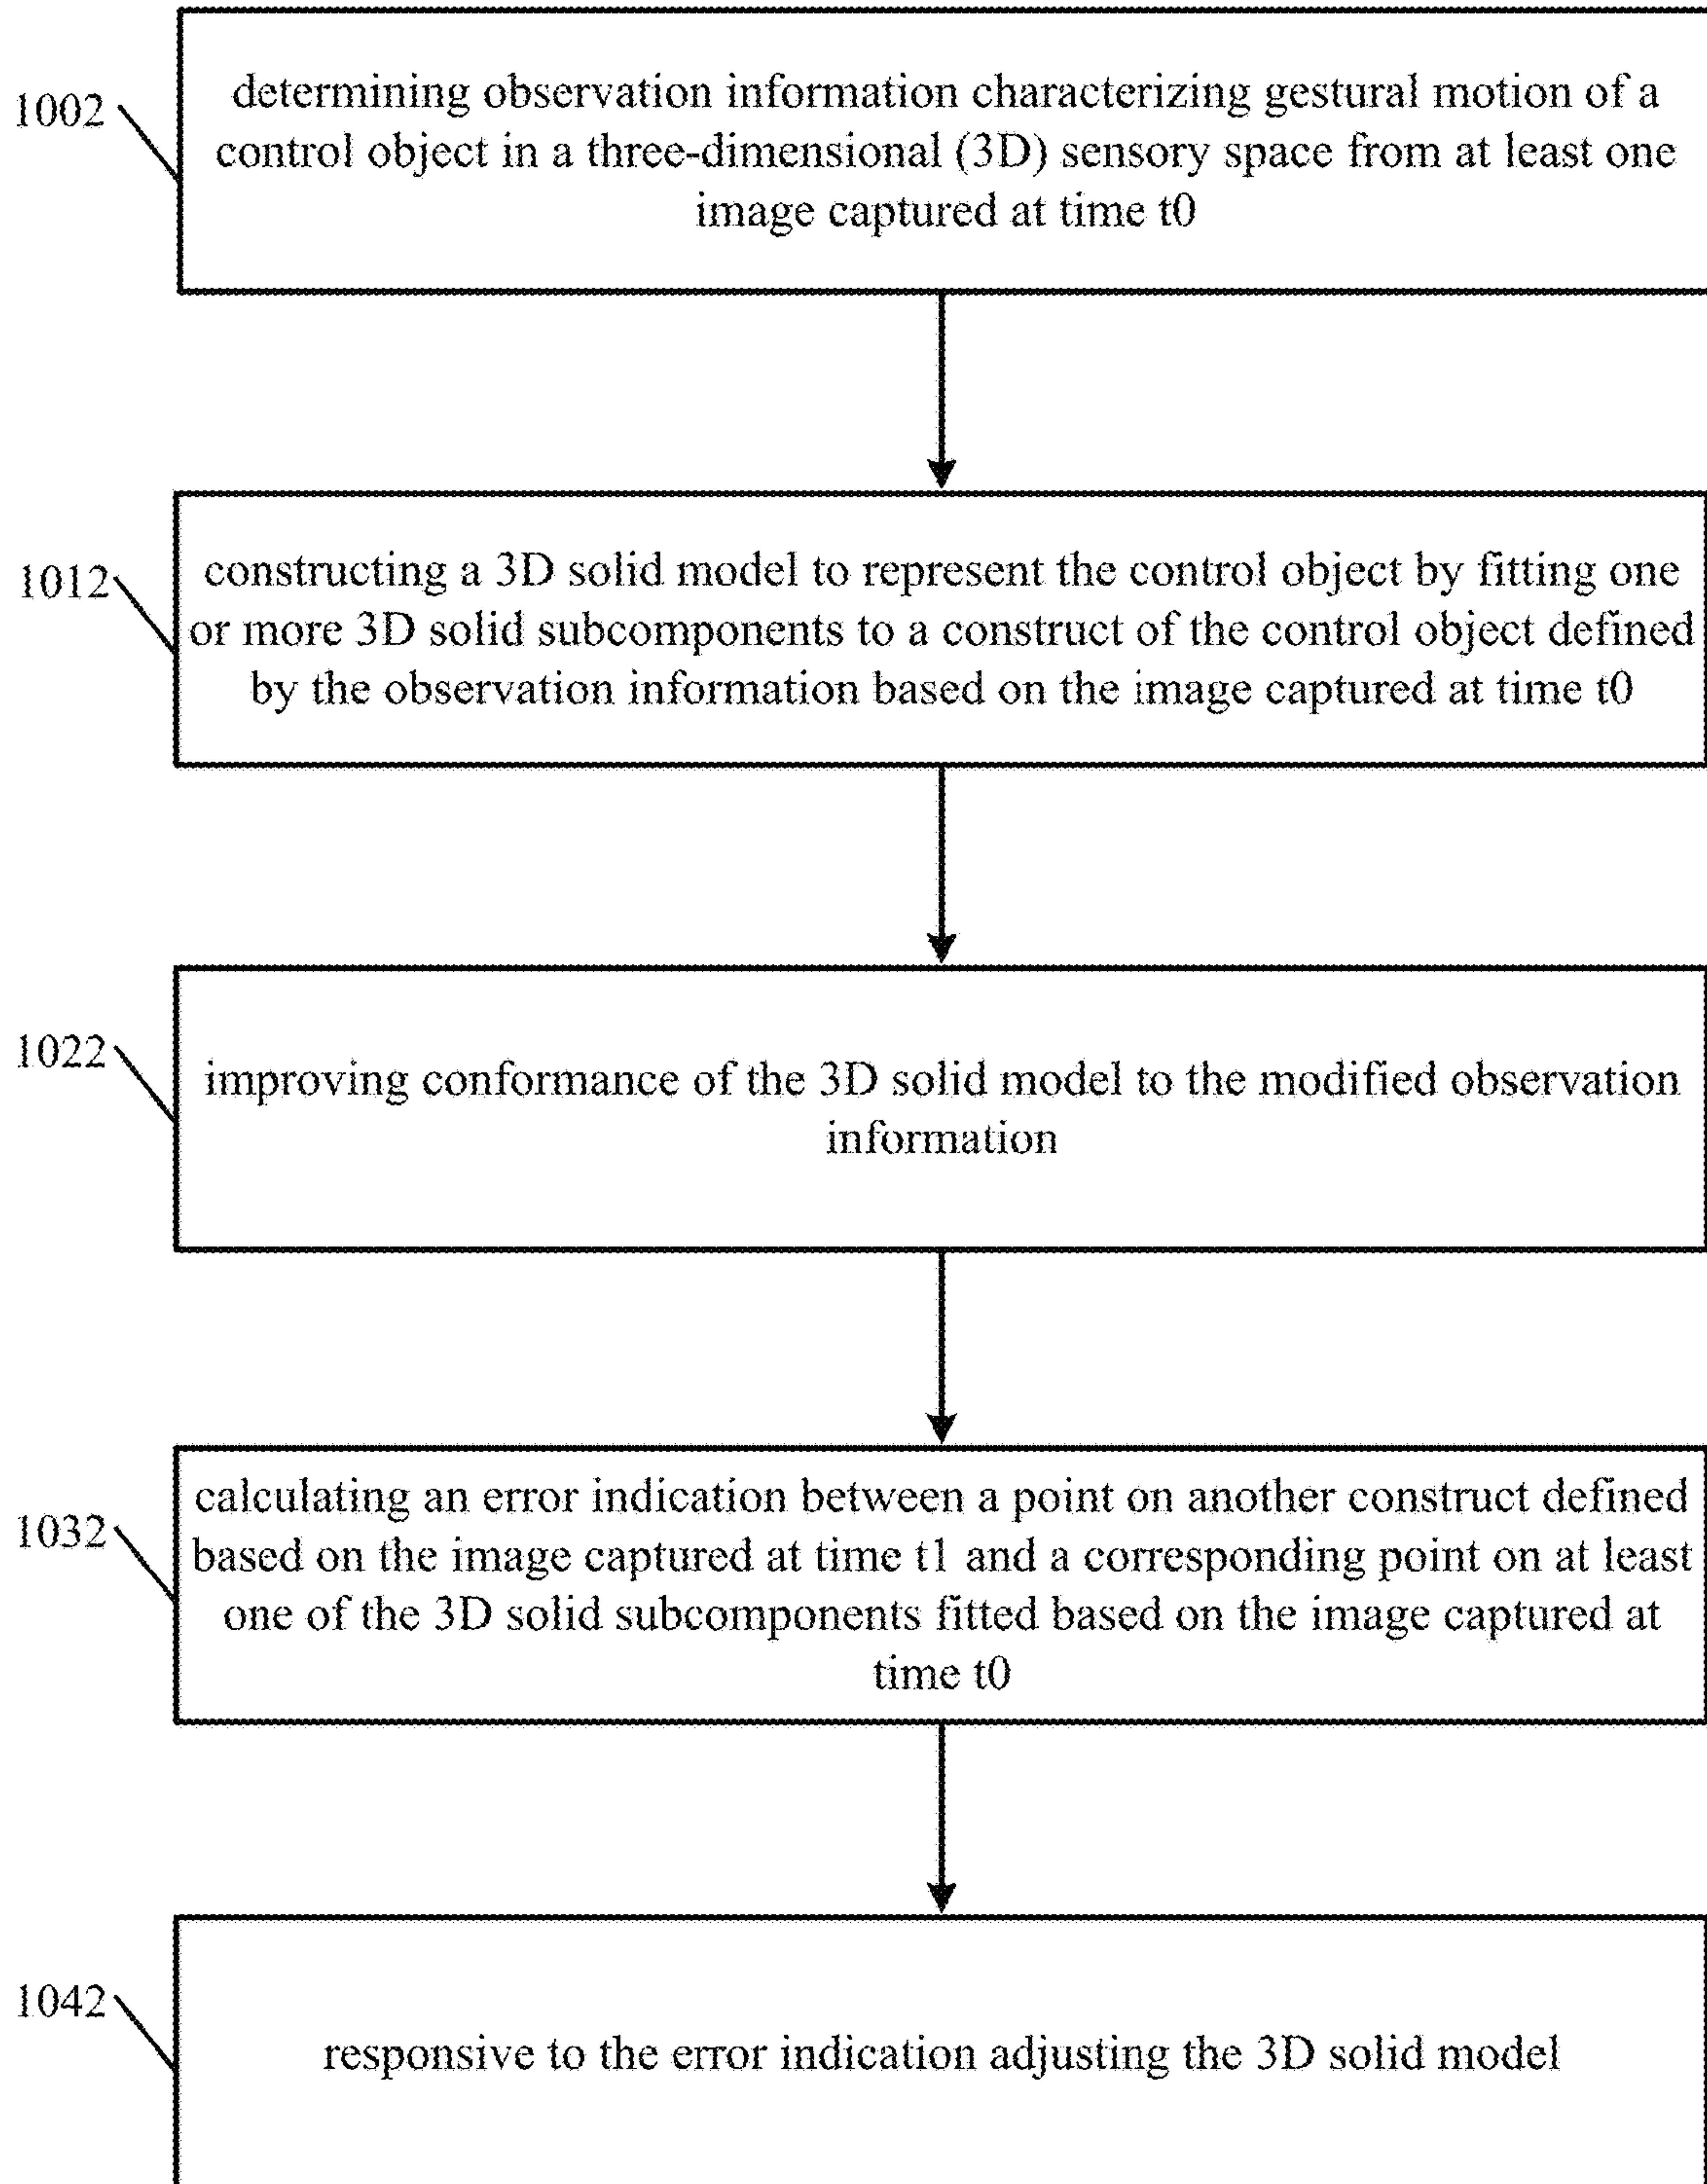 1002
determining observation information characterizing gestural motion of a
control object in a three-dimensional (3D) sensory space from at least one
image captured at time t0
1012
constructing a 3D solid model to represent the control object by fitting one
or more 3D solid subcomponents to a construct of the control object defined
by the observation information based on the image captured at time t0
1022
improving conformance of the 3D solid model to the modified observation
information
1032
calculating an error indication between a point on another construct defined
based on the image captured at time t1 and a corresponding point on at least
one of the 3D solid subcomponents fitted based on the image captured at
time t0
1042
responsive to the error indication adjusting the 3D solid model